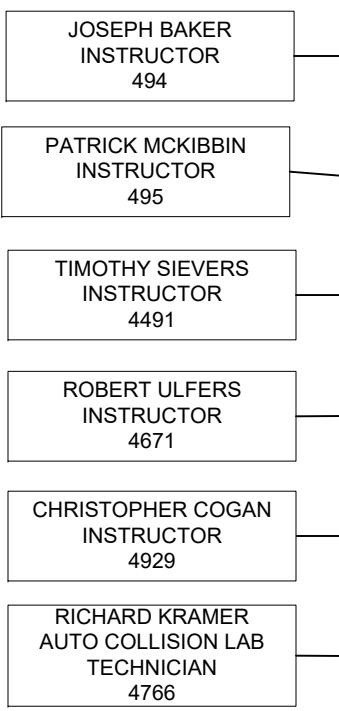 JOSEPH BAKER
INSTRUCTOR
494
PATRICK MCKIBBIN
INSTRUCTOR
495
TIMOTHY SIEVERS
INSTRUCTOR
4491
ROBERT ULFERS
INSTRUCTOR
4671
CHRISTOPHER COGAN
INSTRUCTOR
4929
RICHARD KRAMER
AUTO COLLISION LAB
TECHNICIAN
4766